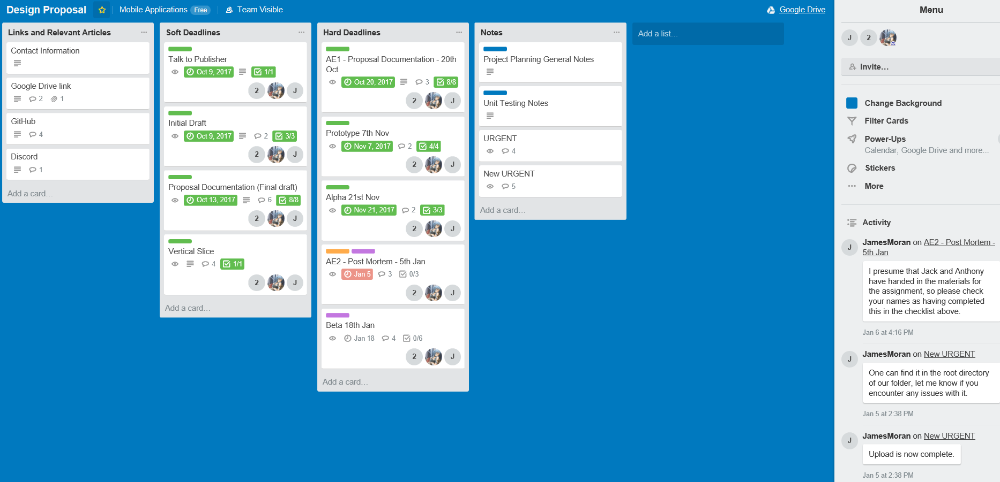 Design Proposal
Mobile Applications Free
Team Visible
Google Drive
Links and Relevant Articles
Contact Information
Google Drive link
2 1
GitHub
4
Discord
1
Add a card…
Soft Deadlines
Talk to Publisher
Oct 9, 2017 1/1
2 J
Initial Draft
Oct 9, 2017 2 3/3
2 J
Proposal Documentation (Final draft)
Oct 13, 2017 6 8/8
2 J
Vertical Slice
4 1/1
2 J
Add a card…
Hard Deadlines
AE1 - Proposal Documentation - 20th
Oct
Oct 20, 2017 3 8/8
2 J
Prototype 7th Nov
Nov 7, 2017 2 4/4
2 J
Alpha 21st Nov
Nov 21, 2017 2 3/3
2 J
AE2 - Post Mortem - 5th Jan
Jan 5 3 0/3
2 J
Beta 18th Jan
Jan 18 4 0/6
2 J
Add a card…
Notes
Project Planning General Notes
Unit Testing Notes
URGENT
4
New URGENT
5
Add a card…
Add a list…
Menu
J 2
Invite…
Change Background
Filter Cards
Power-Ups
Calendar, Google Drive and more…
Stickers
More
Activity
J
JamesMoran on AE2 - Post Mortem -
5th Jan
I presume that Jack and Anthony
have handed in the materials for
the assignment, so please check
your names as having completed
this in the checklist above.
Jan 6 at 4:16 PM
J
JamesMoran on New URGENT
One can find it in the root directory
of our folder, let me know if you
encounter any issues with it.
Jan 5 at 2:38 PM
J
JamesMoran on New URGENT
Upload is now complete.
Jan 5 at 2:38 PM